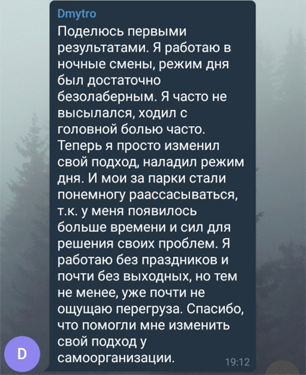 Dmytro
Поделюсь первыми
результатами. Я работаю в
ночные смены, режим дня
был достаточно
безолаберным. Я часто не
высылался, ходил с
головной болью часто.
Теперь я просто изменил
свой подход, наладил режим
дня. И мои за парки стали
понемногу раассасываться,
т.к. у меня появилось
больше времени и сил для
решения своих проблем. Я
работаю без праздников и
почти без выходных, но тем
не менее, уже почти не
ощущаю перегруза. Спасибо,
что помогли мне изменить
свой подход у
самоорганизации.
19:12
D